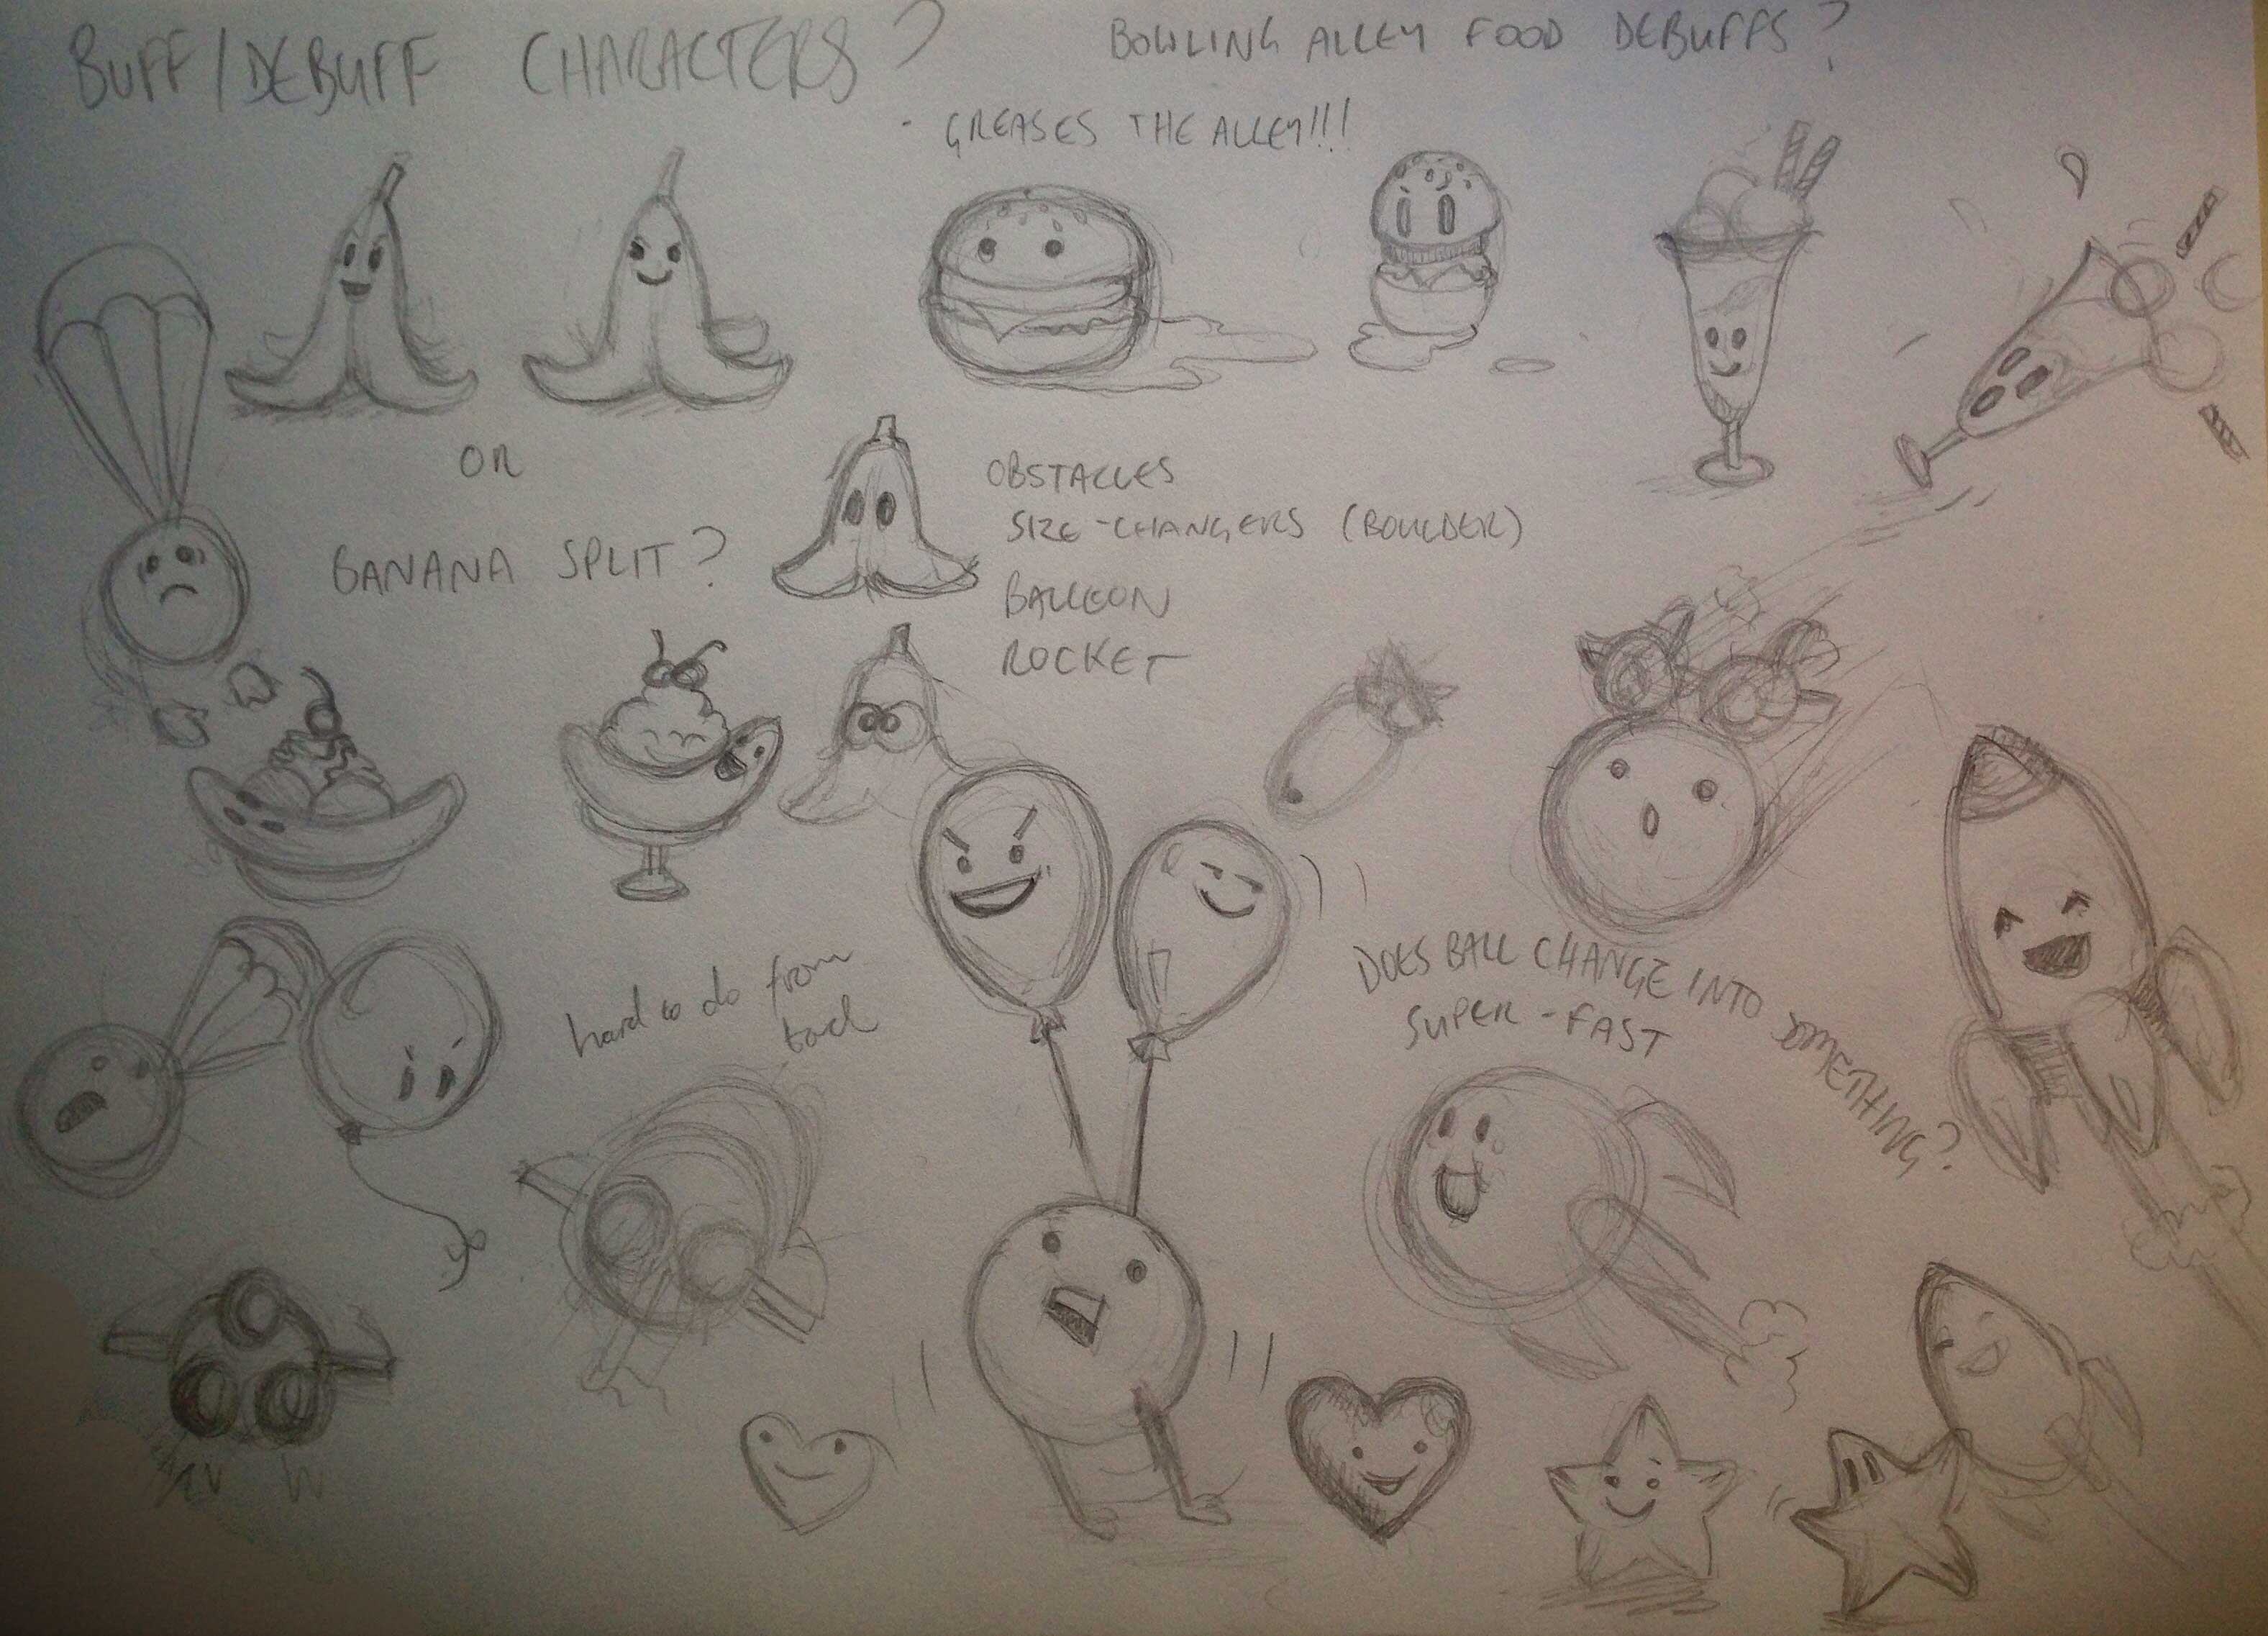 BUFF/DEBUFF CHARACTERS?
BOWLING ALLEY FOOD DEBUFFS?
- GREASES THE ALLEY!!!
OR
BANANA SPLIT?
OBSTACLES
SIZE-CHANGERS (BOULDER)
BALLOON
ROCKET
hard to do from
back
DOES BALL CHANGE INTO SOMETHING?
SUPER-FAST